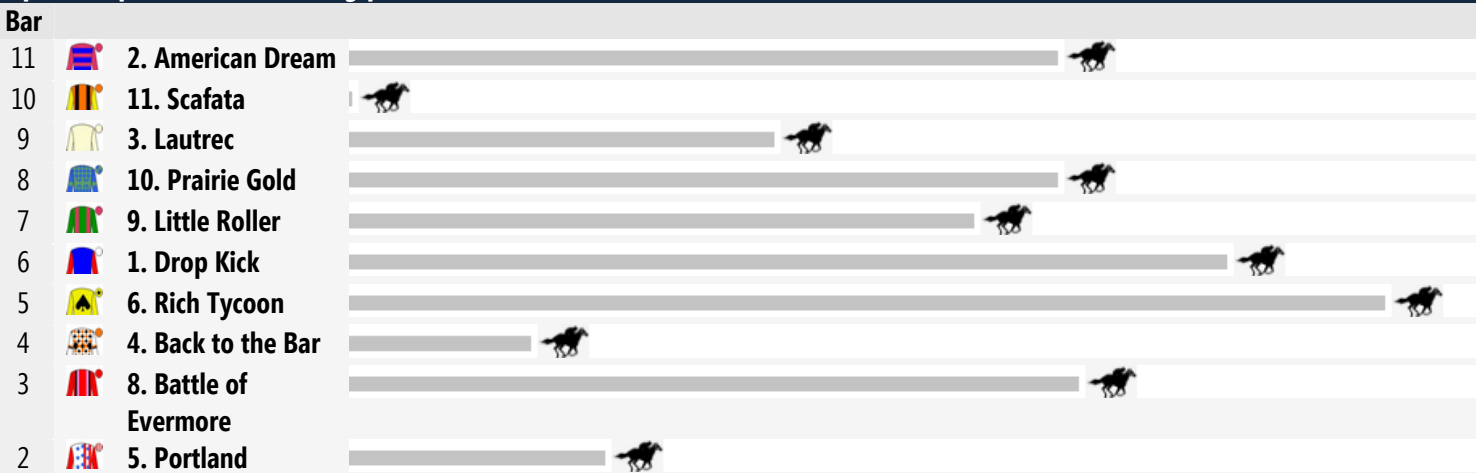 Bar
11 2. American Dream
10 11. Scafata
9 3. Lautrec
8 10. Prairie Gold
7 9. Little Roller
6 1. Drop Kick
5 6. Rich Tycoon
4 4. Back to the Bar
3 8. Battle of
Evermore
2 5. Portland